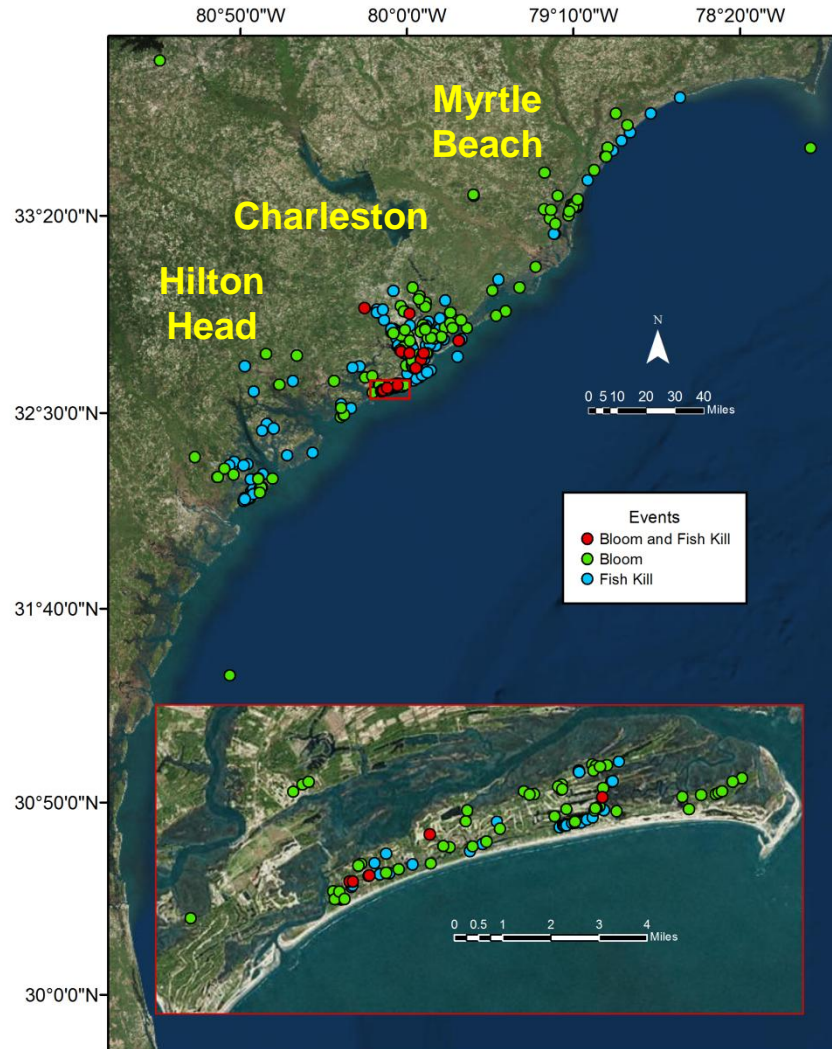 80°50'0"W 80°00'0"W 79°10'0"W 78°20'0"W
Myrtle
Beach
33°20'0"N
Charleston
Hilton
Head
N
0 5 10 20 30 40
Miles
32°30'0"N
Events
Bloom and Fish Kill
Bloom
Fish Kill
31°40'0"N
30°50'0"N
0 0.5 1 2 3 4
Miles
30°0'0"N